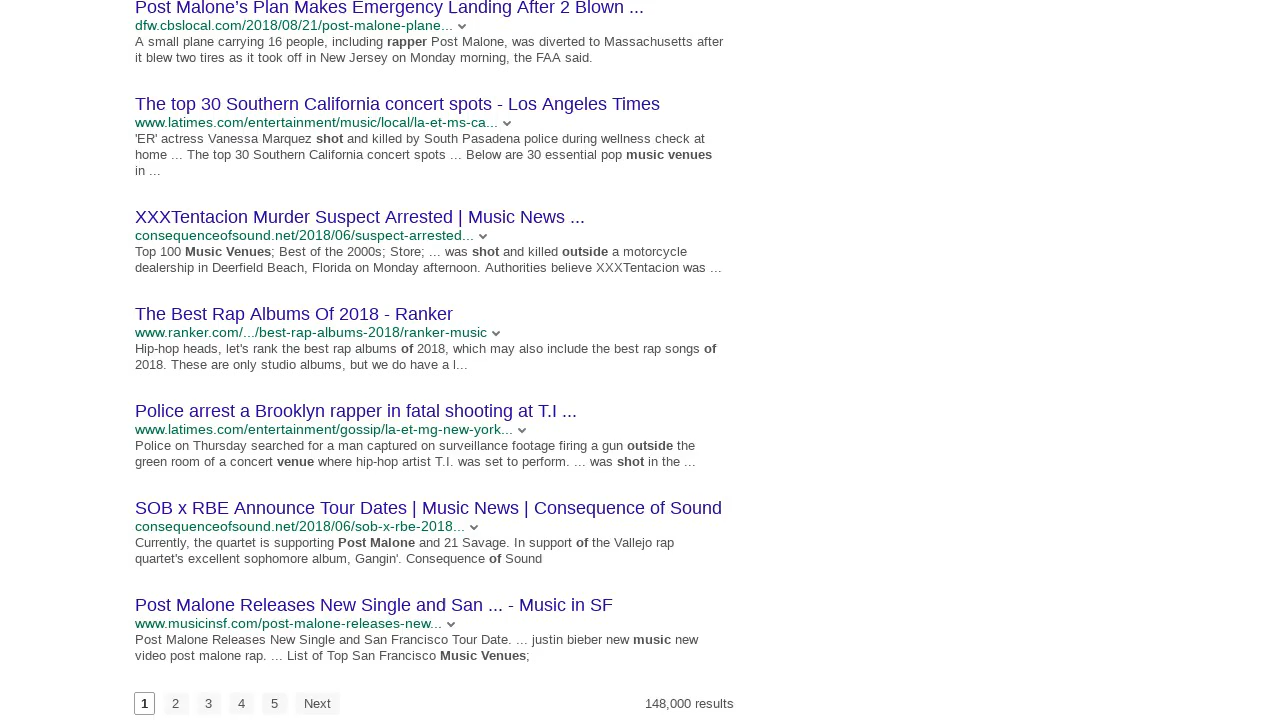 Post Malone's Plan Makes Emergency Landing After 2 Blown ...
dfw.cbslocal.com/2018/08/21/post-malone-plane...
A small plane carrying 16 people, including rapper Post Malone, was diverted to Massachusetts after
it blew two tires as it took off in New Jersey on Monday morning, the FAA said.
The top 30 Southern California concert spots - Los Angeles Times
www.latimes.com/entertainment/music/local/la-et-ms-ca...
'ER' actress Vanessa Marquez shot and killed by South Pasadena police during wellness check at
home ... The top 30 Southern California concert spots ... Below are 30 essential pop music venues
in ...
XXXTentacion Murder Suspect Arrested | Music News ...
consequenceofsound.net/2018/06/suspect-arrested...
Top 100 Music Venues; Best of the 2000s; Store; ... was shot and killed outside a motorcycle
dealership in Deerfield Beach, Florida on Monday afternoon. Authorities believe XXXTentacion was ...
The Best Rap Albums Of 2018 - Ranker
www.ranker.com/.../best-rap-albums-2018/ranker-music
Hip-hop heads, let's rank the best rap albums of 2018, which may also include the best rap songs of
2018. These are only studio albums, but we do have a l...
Police arrest a Brooklyn rapper in fatal shooting at T.I ...
www.latimes.com/entertainment/gossip/la-et-mg-new-york...
Police on Thursday searched for a man captured on surveillance footage firing a gun outside the
green room of a concert venue where hip-hop artist T.I. was set to perform. ... was shot in the ...
SOB x RBE Announce Tour Dates | Music News | Consequence of Sound
consequenceofsound.net/2018/06/sob-x-rbe-2018...
Currently, the quartet is supporting Post Malone and 21 Savage. In support of the Vallejo rap
quartet's excellent sophomore album, Gangin'. Consequence of Sound
Post Malone Releases New Single and San ... - Music in SF
www.musicinsf.com/post-malone-releases-new...
Post Malone Releases New Single and San Francisco Tour Date. ... justin bieber new music new
video post malone rap. ... List of Top San Francisco Music Venues;
1 2 3 4 5 Next 148,000 results